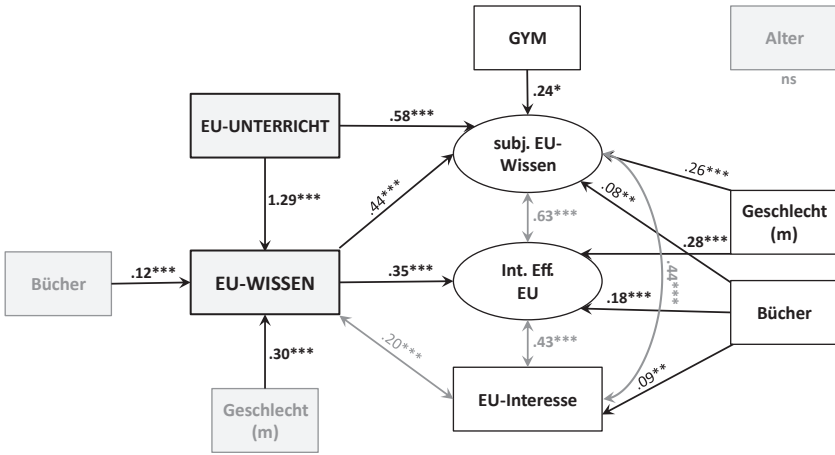 GYM
Alter
ns
.24*
EU-UNTERRICHT
.58***
subj. EU-
Wissen
.26***
.08**
1.29***
.44***
.63***
Geschlecht
(m)
.28***
.44***
Bücher
.12***
EU-WISSEN
.35***
Int. Eff.
EU
.18***
Bücher
.20***
.43***
.30***
.09**
EU-Interesse
Geschlecht
(m)